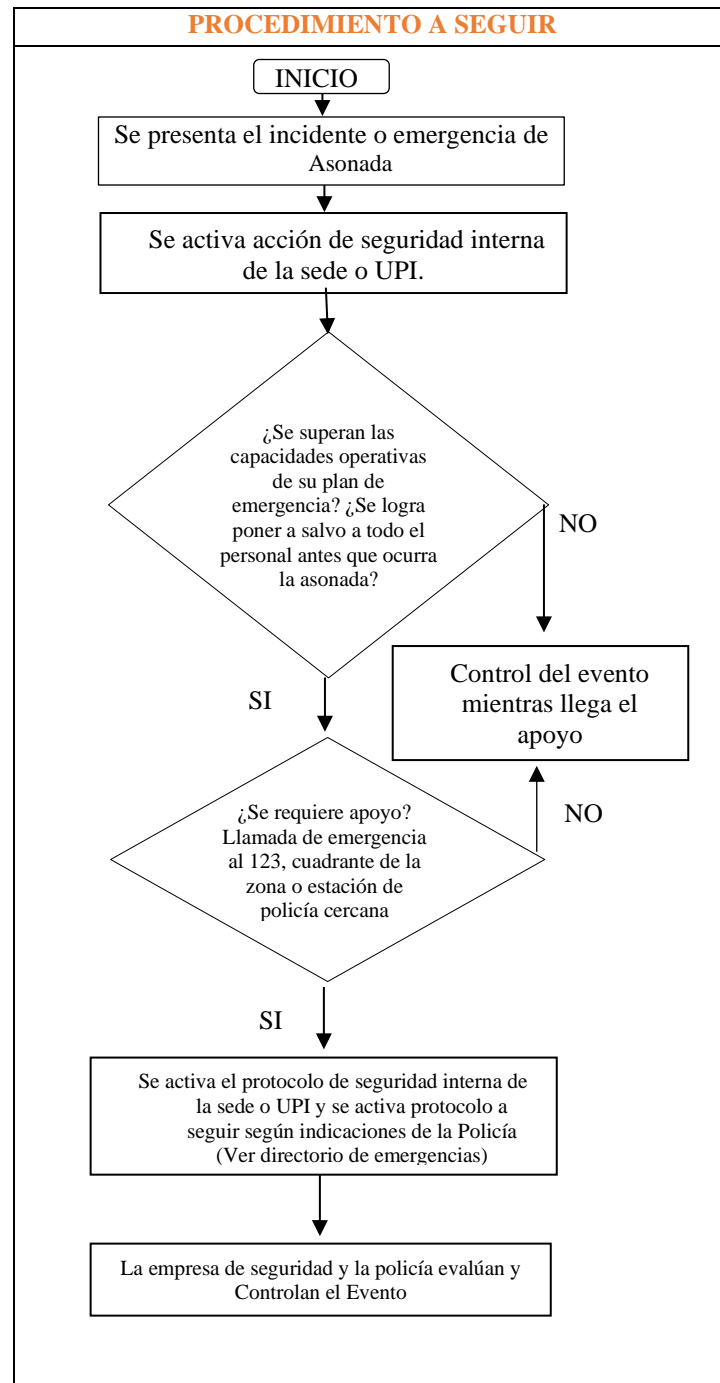 PROCEDIMIENTO A SEGUIR
INICIO
Se presenta el incidente o emergencia de
Asonada
Se activa acción de seguridad interna
de la sede o UPI.
¿Se superan las
capacidades operativas
de su plan de
emergencia? ¿Se logra
poner a salvo a todo el
personal antes que ocurra
la asonada?
NO
Control del evento
mientras llega el
apoyo
SI
¿Se requiere apoyo?
Llamada de emergencia
al 123, cuadrante de la
zona o estación de
policía cercana
NO
SI
Se activa el protocolo de seguridad interna de
la sede o UPI y se activa protocolo a
seguir según indicaciones de la Policía
(Ver directorio de emergencias)
La empresa de seguridad y la policía evalúan y
Controlan el Evento